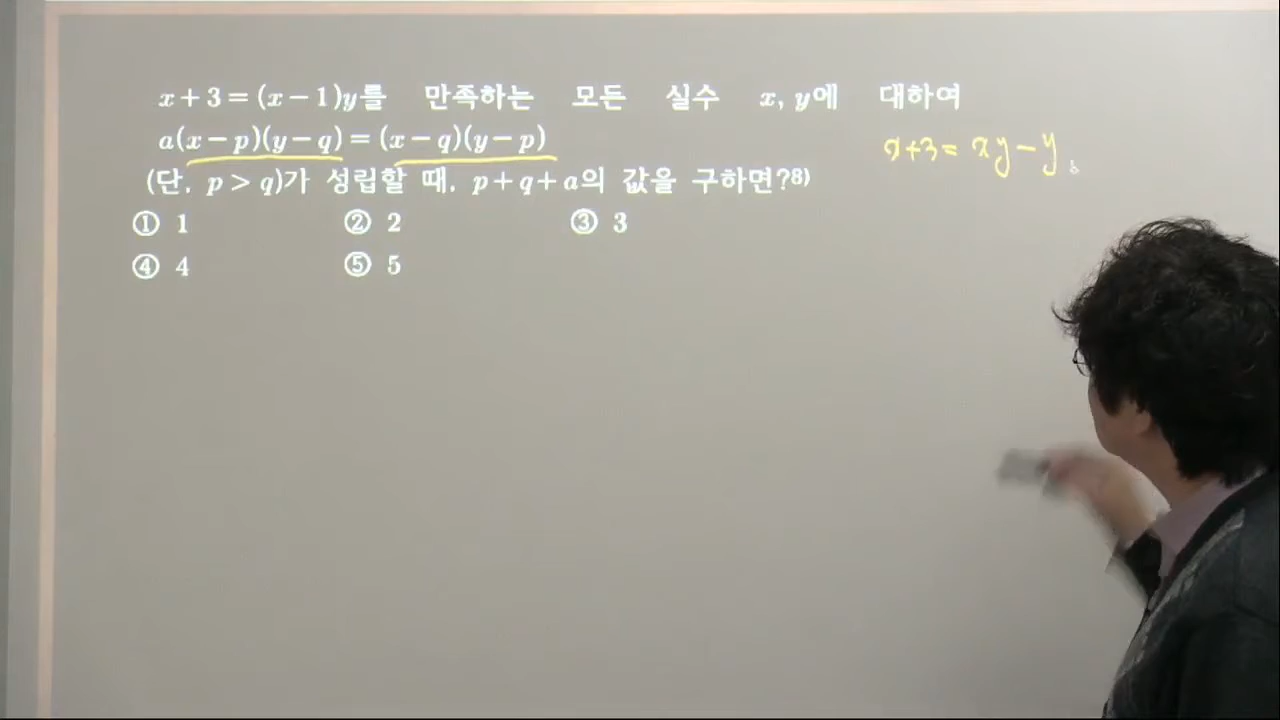 x+3=(x−1)y를 만족하는 모든 실수 x, y에 대하여
a(x−p)(y−q)=(x−q)(y−p)
(단, p>q)가 성립할 때, p+q+a의 값을 구하면?8)
① 1 ② 2 ③ 3
④ 4 ⑤ 5
x+3= xy−y